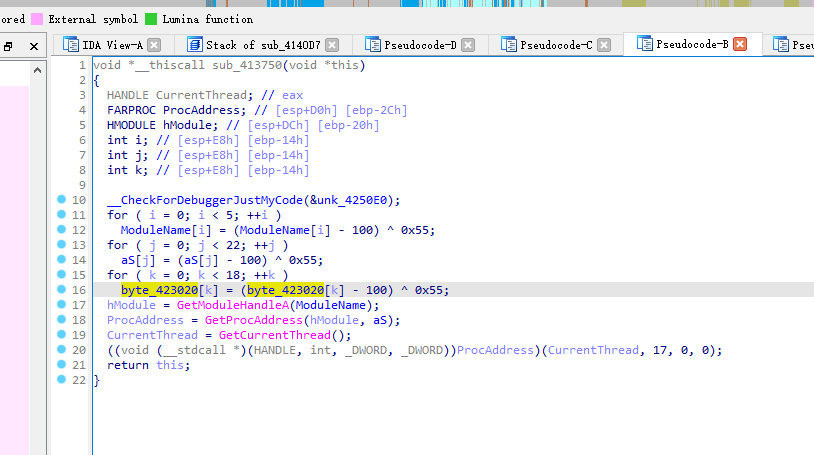 ored External symbol Lumina function
IDA View-A Stack of sub_4140D7 Pseudocode-D Pseudocode-C Pseudocode-B Pseu
1 void *__thiscall sub_413750(void *this)
2 {
3 HANDLE CurrentThread; // eax
4 FARPROC ProcAddress; // [esp+D0h] [ebp-2Ch]
5 HMODULE hModule; // [esp+DCh] [ebp-20h]
6 int i; // [esp+E8h] [ebp-14h]
7 int j; // [esp+E8h] [ebp-14h]
8 int k; // [esp+E8h] [ebp-14h]
9
10 __CheckForDebuggerJustMyCode(&unk_4250E0);
11 for ( i = 0; i < 5; ++i )
12 ModuleName[i] = (ModuleName[i] - 100) ^ 0x55;
13 for ( j = 0; j < 22; ++j )
14 aS[j] = (aS[j] - 100) ^ 0x55;
15 for ( k = 0; k < 18; ++k )
16 byte_423020[k] = (byte_423020[k] - 100) ^ 0x55;
17 hModule = GetModuleHandleA(ModuleName);
18 ProcAddress = GetProcAddress(hModule, aS);
19 CurrentThread = GetCurrentThread();
20 ((void (__stdcall *)(HANDLE, int, _DWORD, _DWORD))ProcAddress)(CurrentThread, 17, 0, 0);
21 return this;
22 }